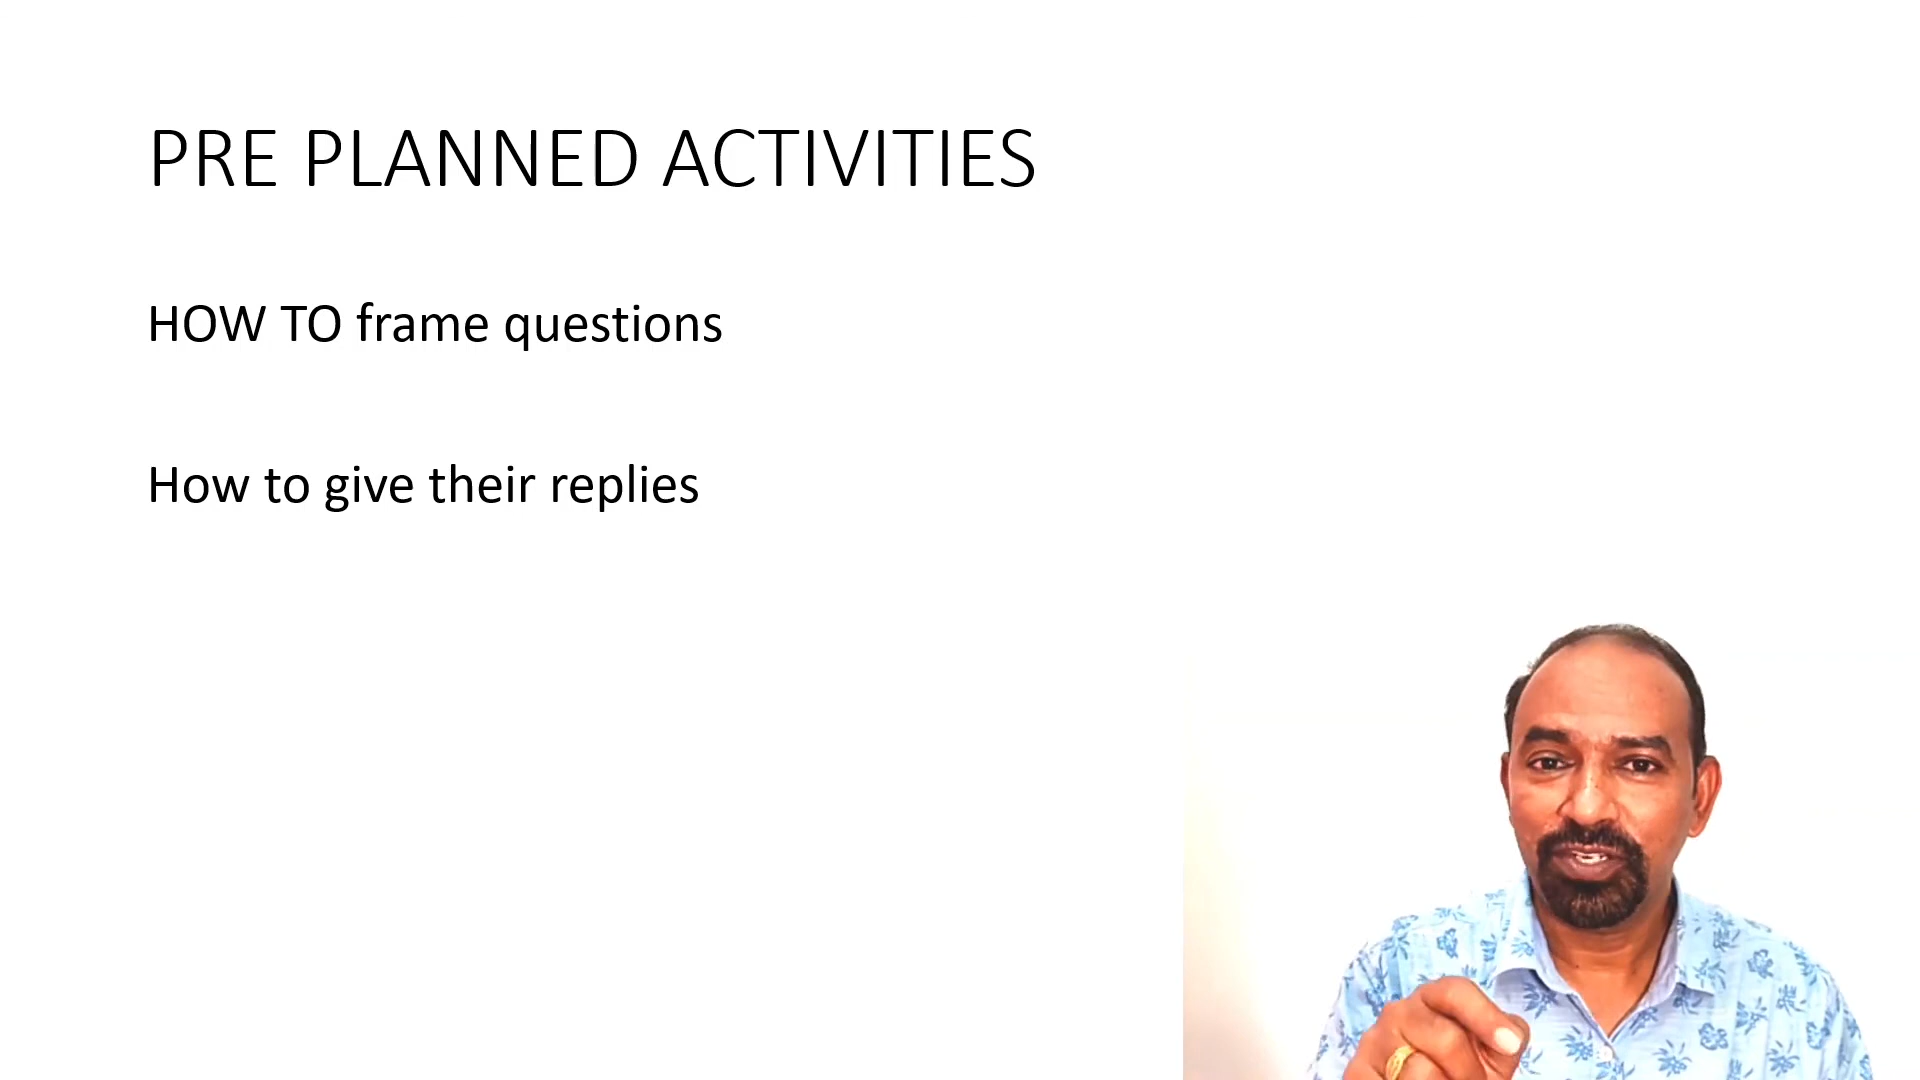 PRE PLANNED ACTIVITIES
HOW TO frame questions
How to give their replies